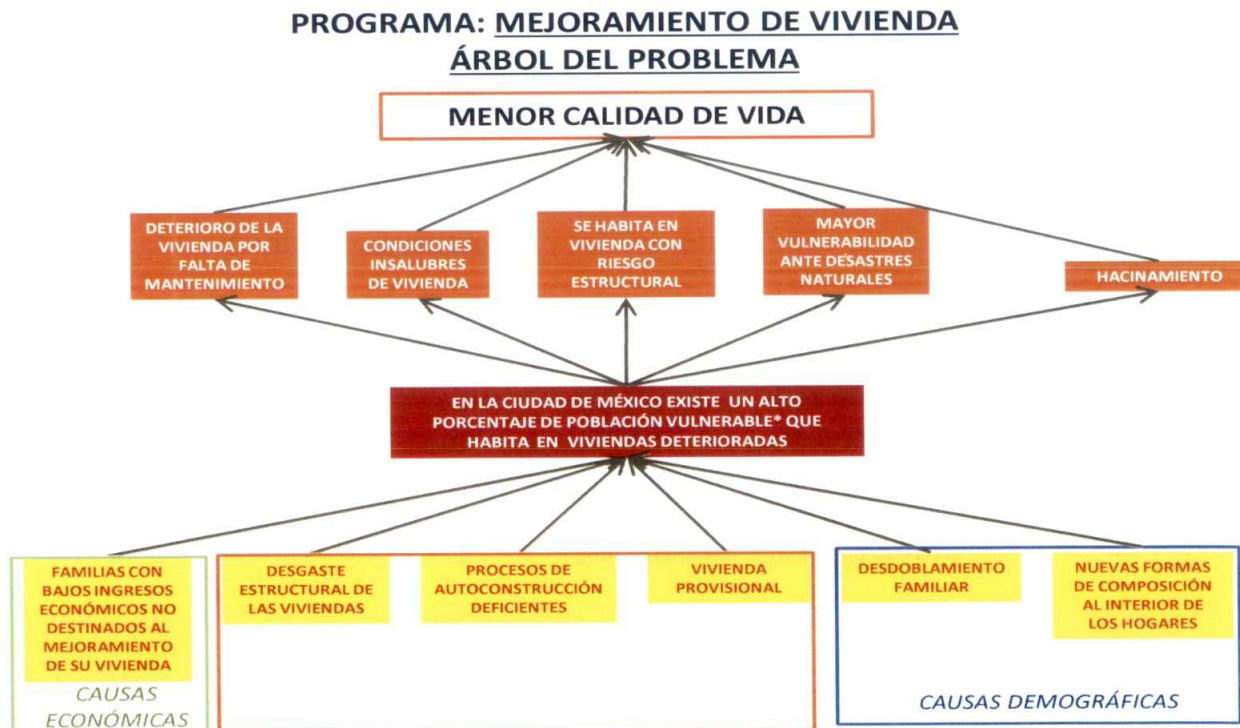 PROGRAMA: MEJORAMIENTO DE VIVIENDA
ÁRBOL DEL PROBLEMA
MENOR CALIDAD DE VIDA
DETERIORO DE LA
VIVIENDA POR
FALTA DE
MANTENIMIENTO
CONDICIONES
INSALUBRES
DE VIVIENDA
SE HABITA EN
VIVIENDA CON
RIESGO
ESTRUCTURAL
MAYOR
VULNERABILIDAD
ANTE DESASTRES
NATURALES
HACINAMIENTO
EN LA CIUDAD DE MÉXICO EXISTE UN ALTO
PORCENTAJE DE POBLACIÓN VULNERABLE* QUE
HABITA EN VIVIENDAS DETERIORADAS
FAMILIAS CON
BAJOS INGRESOS
ECONÓMICOS NO
DESTINADOS AL
MEJORAMIENTO
DE SU VIVIENDA
CAUSAS
ECONÓMICAS
DESGASTE
ESTRUCTURAL DE
LAS VIVIENDAS
PROCESOS DE
AUTOCONSTRUCCIÓN
DEFICIENTES
VIVIENDA
PROVISIONAL
DESDOBLAMIENTO
FAMILIAR
NUEVAS FORMAS
DE COMPOSICIÓN
AL INTERIOR DE
LOS HOGARES
CAUSAS DEMOGRÁFICAS